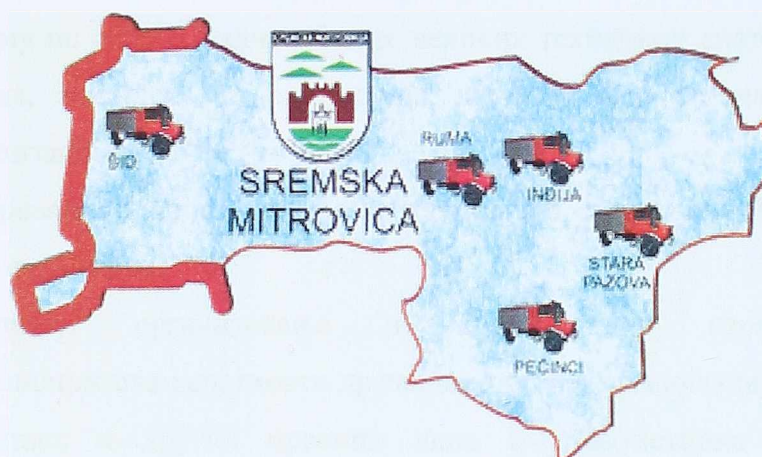 ŠID
SREMSKA
MITROVICA
RUMA
INĐIJA
STARA
PAZOVA
PEĆINCI